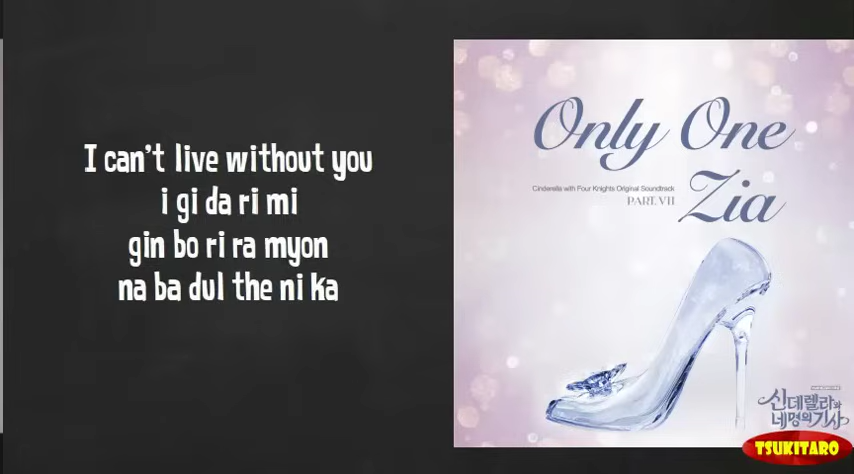 I can't live without you
i gi da ri mi
gin bo ri ra myon
na ba dul the ni ka
Only One
Cinderella with Four Knights Original Soundtrack
PART.VII
Zia
신데렐라와
네명의 기사
TSUKITARO